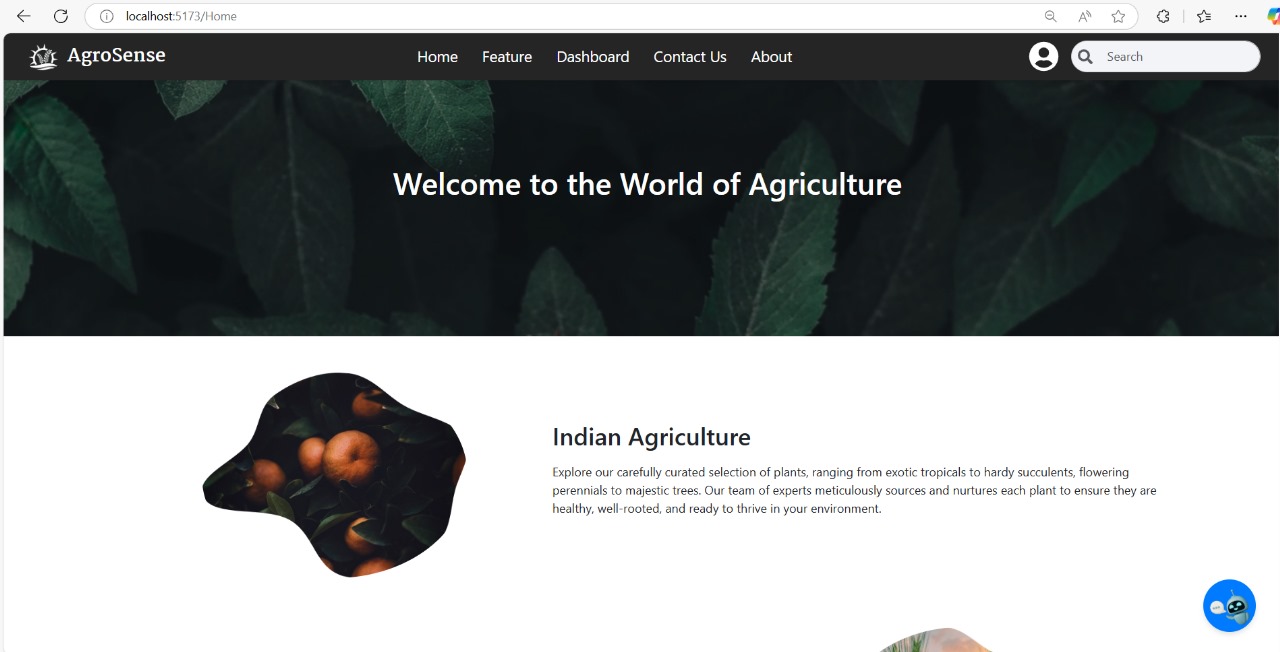 localhost:5173/Home
AgroSense
Home Feature Dashboard Contact Us About
Search
Welcome to the World of Agriculture
Indian Agriculture
Explore our carefully curated selection of plants, ranging from exotic tropicals to hardy succulents, flowering
perennials to majestic trees. Our team of experts meticulously sources and nurtures each plant to ensure they are
healthy, well-rooted, and ready to thrive in your environment.